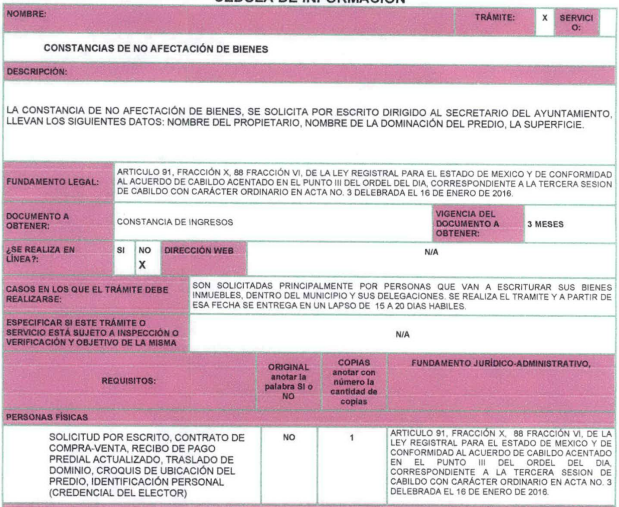 CÉDULA DE INFORMACIÓN
NOMBRE: TRÁMITE: X SERVICI
O:
CONSTANCIAS DE NO AFECTACIÓN DE BIENES
DESCRIPCIÓN:
LA CONSTANCIA DE NO AFECTACIÓN DE BIENES, SE SOLICITA POR ESCRITO DIRIGIDO AL SECRETARIO DEL AYUNTAMIENTO,
LLEVAN LOS SIGUIENTES DATOS: NOMBRE DEL PROPIETARIO, NOMBRE DE LA DOMINACIÓN DEL PREDIO, LA SUPERFICIE.
FUNDAMENTO LEGAL:
ARTICULO 91, FRACCIÓN X, 88 FRACCIÓN VI, DE LA LEY REGISTRAL PARA EL ESTADO DE MEXICO Y DE CONFORMIDAD
AL ACUERDO DE CABILDO ACENTADO EN EL PUNTO III DEL ORDEL DEL DIA, CORRESPONDIENTE A LA TERCERA SESION
DE CABILDO CON CARÁCTER ORDINARIO EN ACTA NO. 3 DELEBRADA EL 16 DE ENERO DE 2016.
DOCUMENTO A
OBTENER:
CONSTANCIA DE INGRESOS
VIGENCIA DEL
DOCUMENTO A
OBTENER:
3 MESES
¿SE REALIZA EN
LÍNEA?:
SI NO
X
DIRECCIÓN WEB
N/A
CASOS EN LOS QUE EL TRÁMITE DEBE
REALIZARSE:
SON SOLICITADAS PRINCIPALMENTE POR PERSONAS QUE VAN A ESCRITURAR SUS BIENES
INMUEBLES, DENTRO DEL MUNICIPIO Y SUS DELEGACIONES. SE REALIZA EL TRAMITE Y A PARTIR DE
ESA FECHA SE ENTREGA EN UN LAPSO DE 15 A 20 DIAS HABILES.
ESPECIFICAR SI ESTE TRÁMITE O
SERVICIO ESTÁ SUJETO A INSPECCIÓN O
VERIFICACIÓN Y OBJETIVO DE LA MISMA
N/A
REQUISITOS:
ORIGINAL
anotar la
palabra SI o
NO
COPIAS
anotar con
número la
cantidad de
copias
FUNDAMENTO JURÍDICO-ADMINISTRATIVO,
PERSONAS FÍSICAS
SOLICITUD POR ESCRITO, CONTRATO DE
COMPRA-VENTA, RECIBO DE PAGO
PREDIAL ACTUALIZADO, TRASLADO DE
DOMINIO, CROQUIS DE UBICACIÓN DEL
PREDIO, IDENTIFICACIÓN PERSONAL
(CREDENCIAL DEL ELECTOR)
NO
1
ARTICULO 91, FRACCIÓN X, 88 FRACCIÓN VI, DE LA
LEY REGISTRAL PARA EL ESTADO DE MEXICO Y DE
CONFORMIDAD AL ACUERDO DE CABILDO ACENTADO
EN EL PUNTO III DEL ORDEL DEL DIA,
CORRESPONDIENTE A LA TERCERA SESION DE
CABILDO CON CARÁCTER ORDINARIO EN ACTA NO. 3
DELEBRADA EL 16 DE ENERO DE 2016.